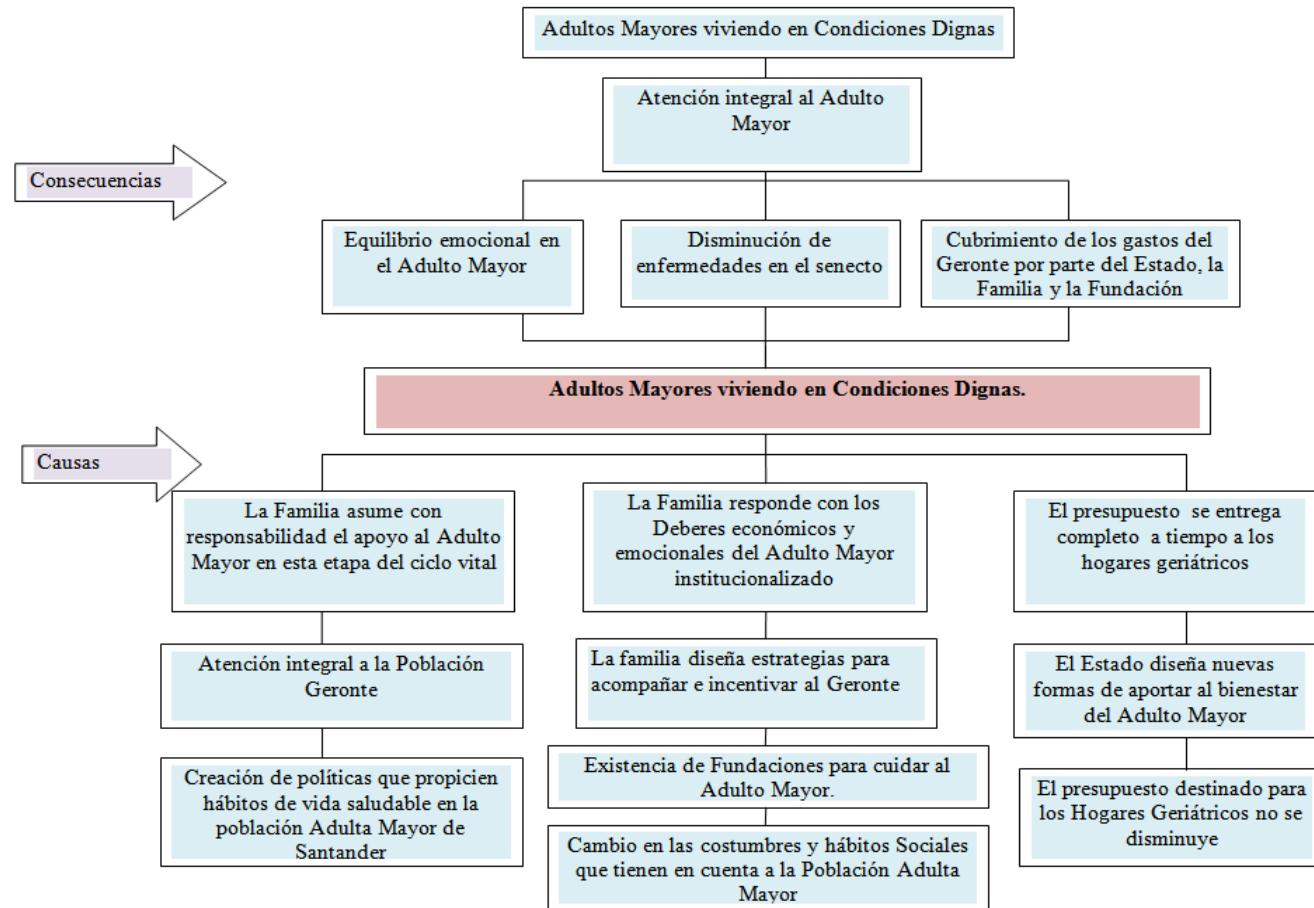 Adultos Mayores viviendo en Condiciones Dignas
Atención integral al Adulto
Mayor
Consecuencias
Equilibrio emocional en
el Adulto Mayor
Disminución de
enfermedades en el senecto
Cubrimiento de los gastos del
Geronte por parte del Estado, la
Familia y la Fundación
Adultos Mayores viviendo en Condiciones Dignas.
Causas
La Familia asume con
responsabilidad el apoyo al Adulto
Mayor en esta etapa del ciclo vital
La Familia responde con los
Deberes económicos y
emocionales del Adulto Mayor
institucionalizado
El presupuesto se entrega
completo a tiempo a los
hogares geriátricos
Atención integral a la Población
Geronte
La familia diseña estrategias para
acompañar e incentivar al Geronte
El Estado diseña nuevas
formas de aportar al bienestar
del Adulto Mayor
Creación de políticas que propicien
hábitos de vida saludable en la
población Adulta Mayor de
Santander
Existencia de Fundaciones para cuidar al
Adulto Mayor.
Cambio en las costumbres y hábitos Sociales
que tienen en cuenta a la Población Adulta
Mayor
El presupuesto destinado para
los Hogares Geriátricos no se
disminuye